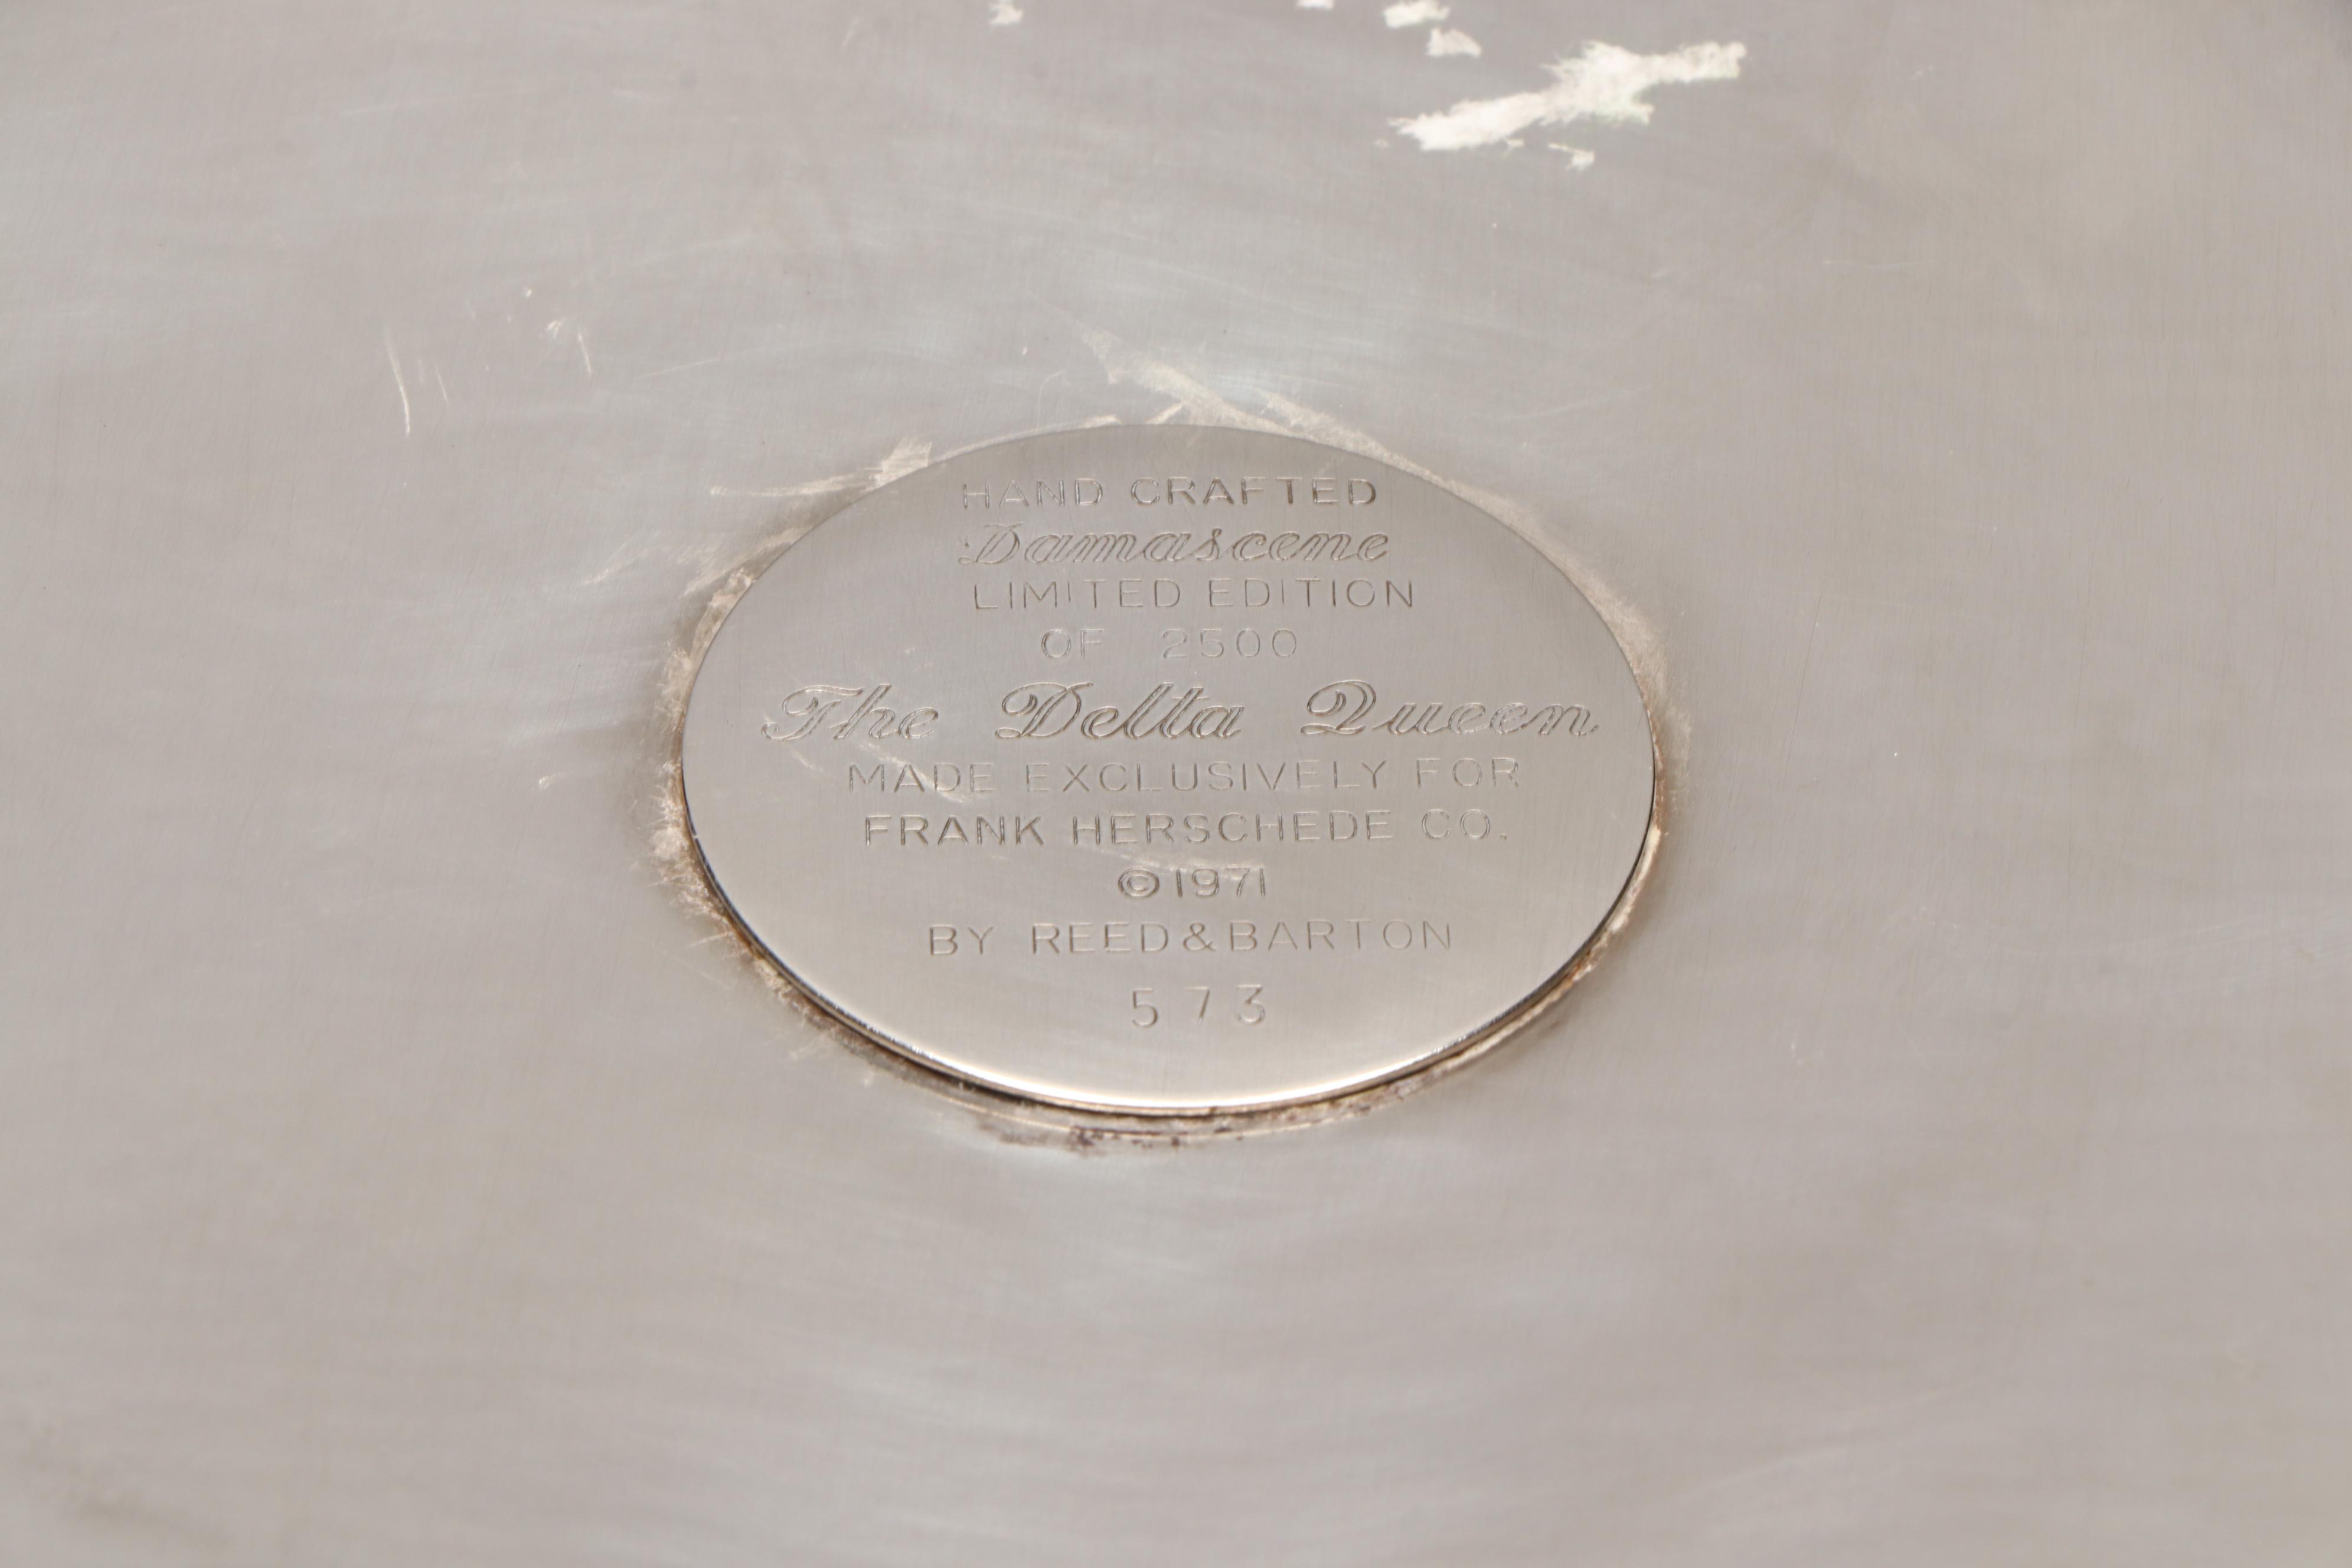 HAND CRAFTED
Damascene
LIMITED EDITION
OF 2500
The Delta Queen
MADE EXCLUSIVELY FOR
FRANK HERSCHEDE CO.
©1971
BY REED&BARTON
573